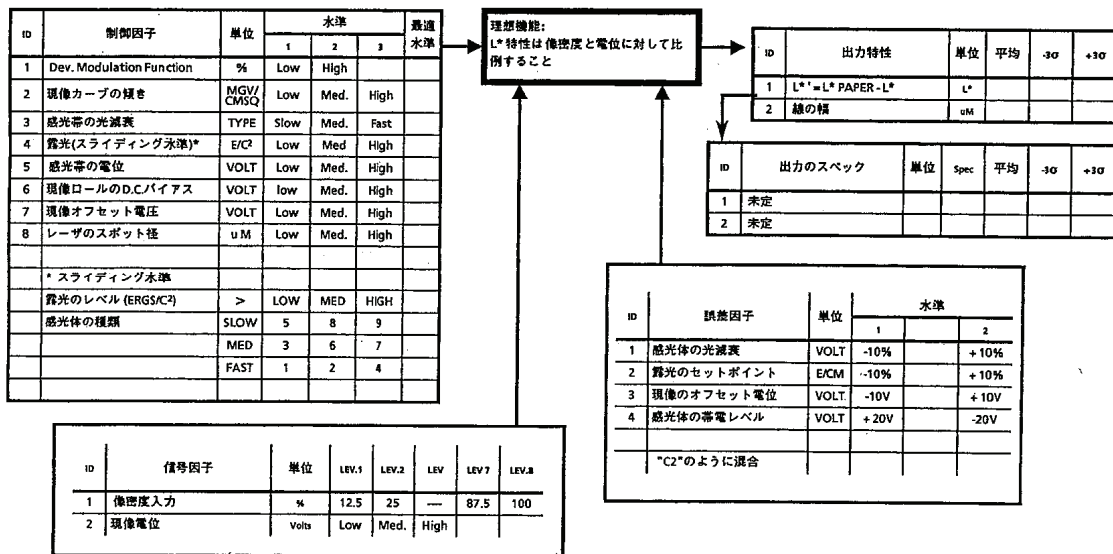 ID 制御因子 単位 水準 最適水準
1 2 3
1 Dev. Modulation Function % Low High
2 現像カーブの傾き MGV/CMSQ Low Med. High
3 感光帯の光減衰 TYPE Slow Med. Fast
4 露光(スライディング水準)* E/C² Low Med High
5 感光帯の電位 VOLT Low Med. High
6 現像ロールのD.C.バイアス VOLT low Med. High
7 現像オフセット電圧 VOLT Low Med. High
8 レーザのスポット径 uM Low Med. High
* スライディング水準
露光のレベル (ERGS/C²) > LOW MED HIGH
感光体の種類 SLOW 5 8 9
MED 3 6 7
FAST 1 2 4
理想機能:
L* 特性は像密度と電位に対して比
例すること
ID 出力特性 単位 平均 -3σ +3σ
1 L*' = L* PAPER - L* L*
2 線の幅 uM
ID 出力のスペック 単位 Spec 平均 -3σ +3σ
1 未定
2 未定
ID 誤差因子 単位 水準
1 2
1 感光体の光減衰 VOLT -10% +10%
2 露光のセットポイント E/CM -10% +10%
3 現像のオフセット電位 VOLT. -10V +10V
4 感光体の帯電レベル VOLT +20V -20V
"C2"のように混合
ID 信号因子 単位 LEV.1 LEV.2 LEV LEV 7 LEV.8
1 像密度入力 % 12.5 25 ---- 87.5 100
2 現像電位 Volts Low Med. High